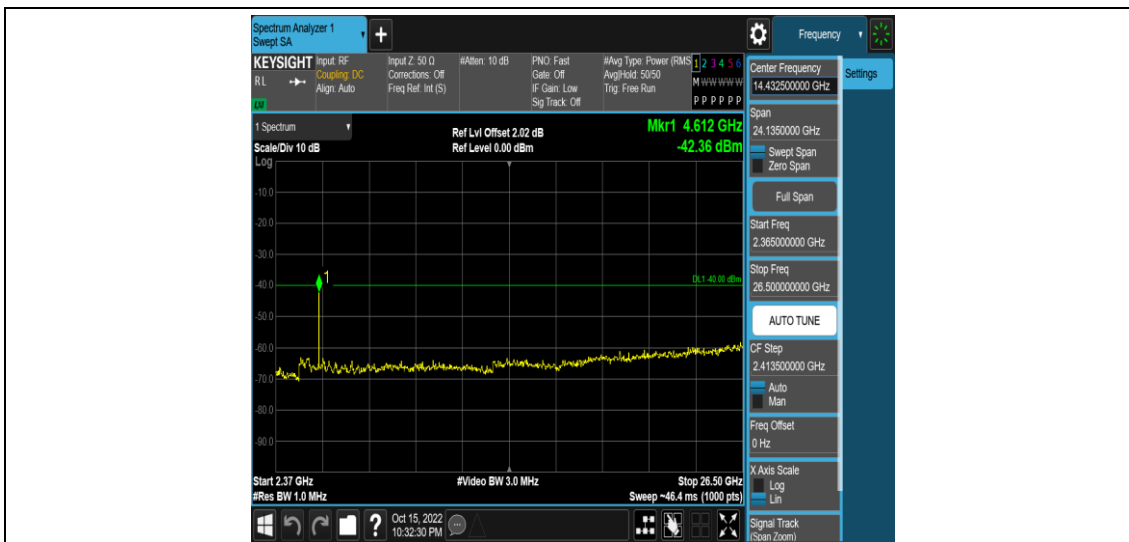 Spectrum Analyzer 1
Swept SA
+
Frequency
KEYSIGHT
RL
LXI
Input: RF
Coupling: DC
Align: Auto
Input Z: 50 Ω
Corrections: Off
Freq Ref: Int (S)
#Atten: 10 dB
PNO: Fast
Gate: Off
IF Gain: Low
Sig Track: Off
#Avg Type: Power (RMS
Avg|Hold: 50/50
Trig: Free Run
1 2 3 4 5 6
M W W W W W
P P P P P P
1 Spectrum
Scale/Div 10 dB
Log
Ref Lvl Offset 2.02 dB
Ref Level 0.00 dBm
Mkr1 4.612 GHz
-42.36 dBm
-10.0
-20.0
-30.0
-40.0
-50.0
-60.0
-70.0
-80.0
-90.0
1
DL1 -40.00 dBm
Start 2.37 GHz
#Res BW 1.0 MHz
#Video BW 3.0 MHz
Stop 26.50 GHz
Sweep ~46.4 ms (1000 pts)
Center Frequency
14.432500000 GHz
Settings
Span
24.1350000 GHz
Swept Span
Zero Span
Full Span
Start Freq
2.365000000 GHz
Stop Freq
26.500000000 GHz
AUTO TUNE
CF Step
2.413500000 GHz
Auto
Man
Freq Offset
0 Hz
X Axis Scale
Log
Lin
Signal Track
(Span Zoom)
?
Oct 15, 2022
10:32:30 PM